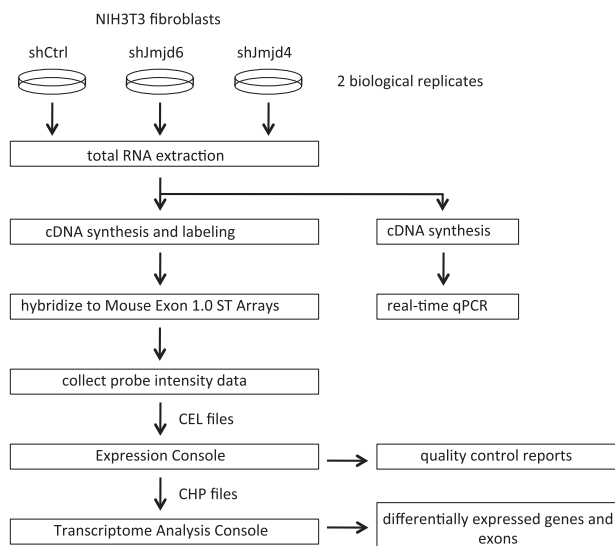 NIH3T3 fibroblasts
shCtrl shJmjd6 shJmjd4
2 biological replicates
total RNA extraction
cDNA synthesis and labeling
cDNA synthesis
hybridize to Mouse Exon 1.0 ST Arrays
real-time qPCR
collect probe intensity data
CEL files
Expression Console
quality control reports
CHP files
Transcriptome Analysis Console
differentially expressed genes and
exons